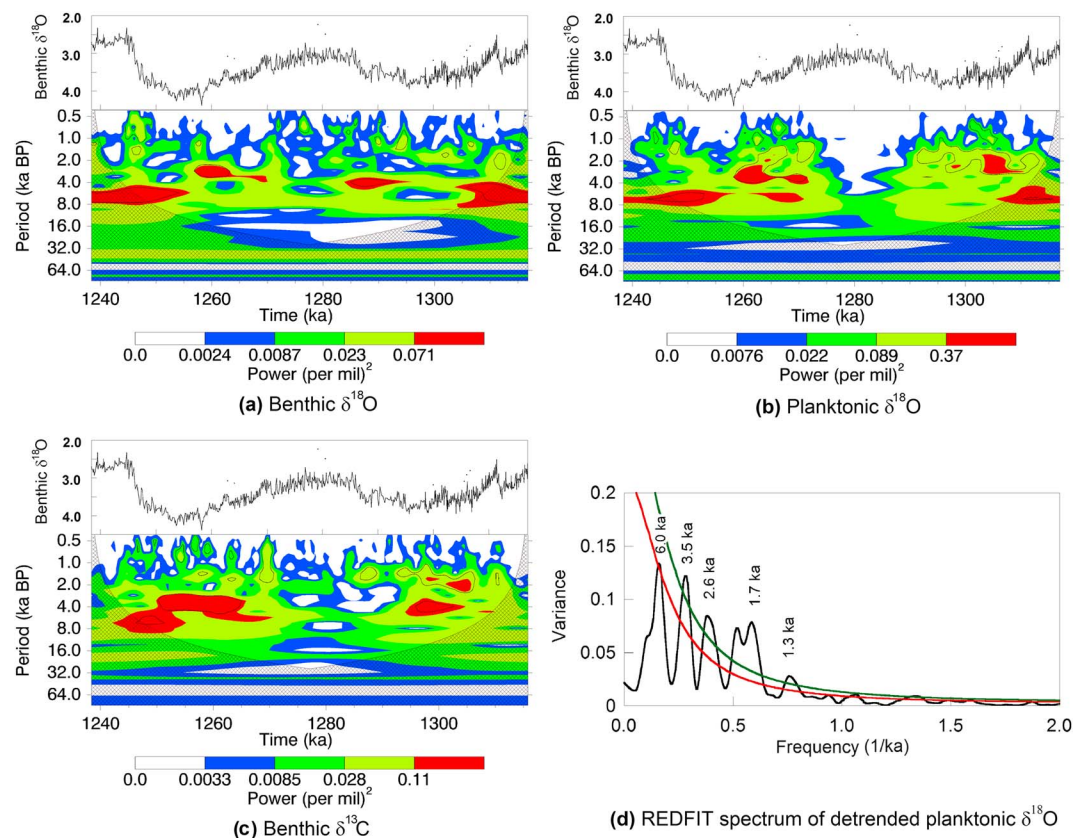 Benthic δ¹⁸O
2.0
3.0
4.0
Period (ka BP)
0.5
1.0
2.0
4.0
8.0
16.0
32.0
64.0
1240 1260 1280 1300
Time (ka)
0.0 0.0024 0.0087 0.023 0.071
Power (per mil)²
(a) Benthic δ¹⁸O
Benthic δ¹⁸O
2.0
3.0
4.0
Period (ka BP)
0.5
1.0
2.0
4.0
8.0
16.0
32.0
64.0
1240 1260 1280 1300
Time (ka)
0.0 0.0076 0.022 0.089 0.37
Power (per mil)²
(b) Planktonic δ¹⁸O
Benthic δ¹⁸O
2.0
3.0
4.0
Period (ka BP)
0.5
1.0
2.0
4.0
8.0
16.0
32.0
64.0
1240 1260 1280 1300
Time (ka)
0.0 0.0033 0.0085 0.028 0.11
Power (per mil)²
(c) Benthic δ¹³C
Variance
0.2
0.15
0.1
0.05
0
6.0 ka
3.5 ka
2.6 ka
1.7 ka
1.3 ka
0.0 0.5 1.0 1.5 2.0
Frequency (1/ka)
(d) REDFIT spectrum of detrended planktonic δ¹⁸O